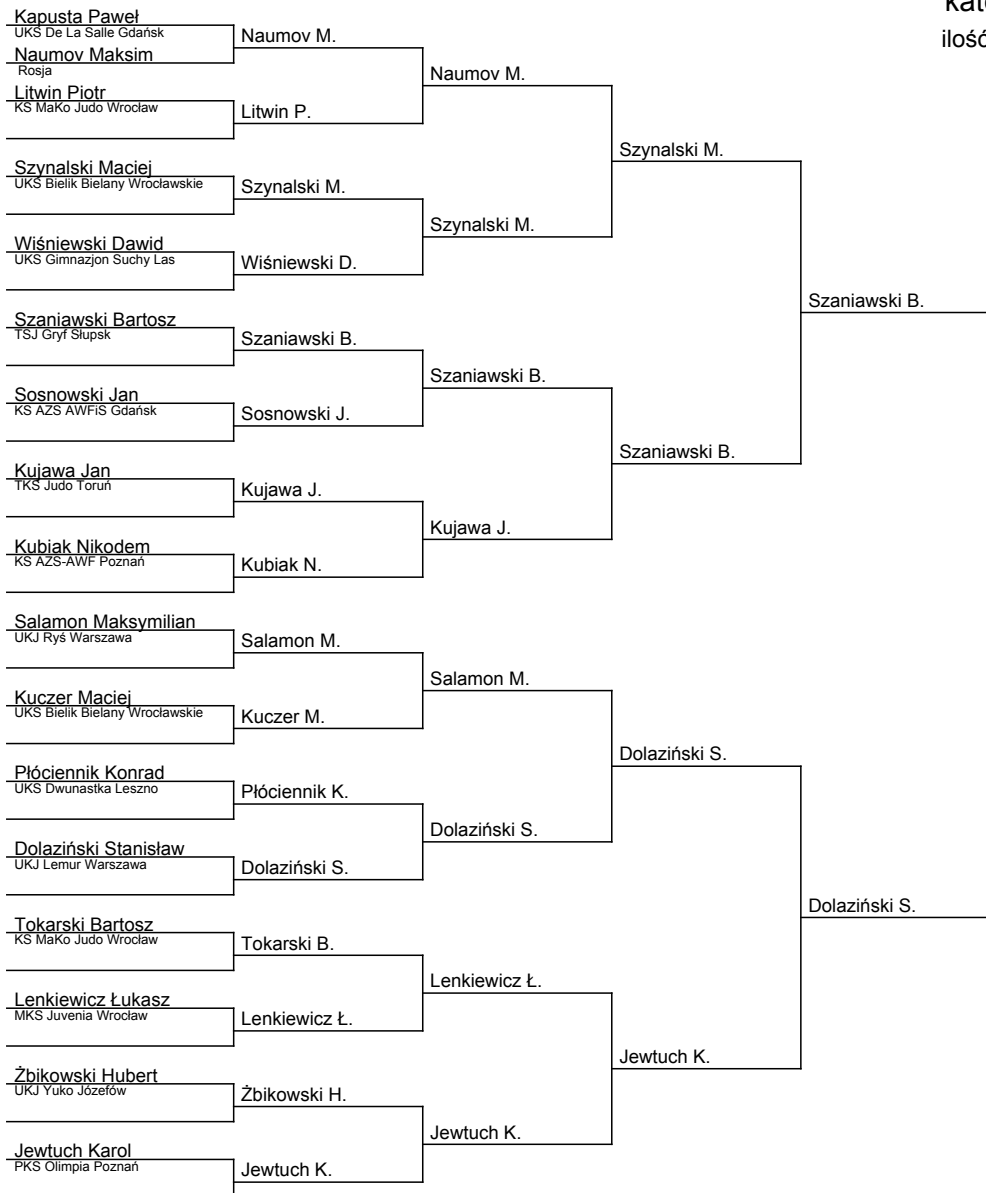 kat
ilość
Kapusta Paweł
UKS De La Salle Gdańsk
Naumov M.
Naumov Maksim
Rosja
Naumov M.
Litwin Piotr
KS MaKo Judo Wrocław
Litwin P.
Szynalski M.
Szynalski Maciej
UKS Bielik Bielany Wrocławskie
Szynalski M.
Szynalski M.
Wiśniewski Dawid
UKS Gimnazjon Suchy Las
Wiśniewski D.
Szaniawski B.
Szaniawski Bartosz
TSJ Gryf Słupsk
Szaniawski B.
Szaniawski B.
Sosnowski Jan
KS AZS AWFiS Gdańsk
Sosnowski J.
Szaniawski B.
Kujawa Jan
TKS Judo Toruń
Kujawa J.
Kujawa J.
Kubiak Nikodem
KS AZS-AWF Poznań
Kubiak N.
Salamon Maksymilian
UKJ Ryś Warszawa
Salamon M.
Salamon M.
Kuczer Maciej
UKS Bielik Bielany Wrocławskie
Kuczer M.
Dolaziński S.
Płóciennik Konrad
UKS Dwunastka Leszno
Płóciennik K.
Dolaziński S.
Dolaziński Stanisław
UKJ Lemur Warszawa
Dolaziński S.
Dolaziński S.
Tokarski Bartosz
KS MaKo Judo Wrocław
Tokarski B.
Lenkiewicz Ł.
Lenkiewicz Łukasz
MKS Juvenia Wrocław
Lenkiewicz Ł.
Jewtuch K.
Żbikowski Hubert
UKJ Yuko Józefów
Żbikowski H.
Jewtuch K.
Jewtuch Karol
PKS Olimpia Poznań
Jewtuch K.